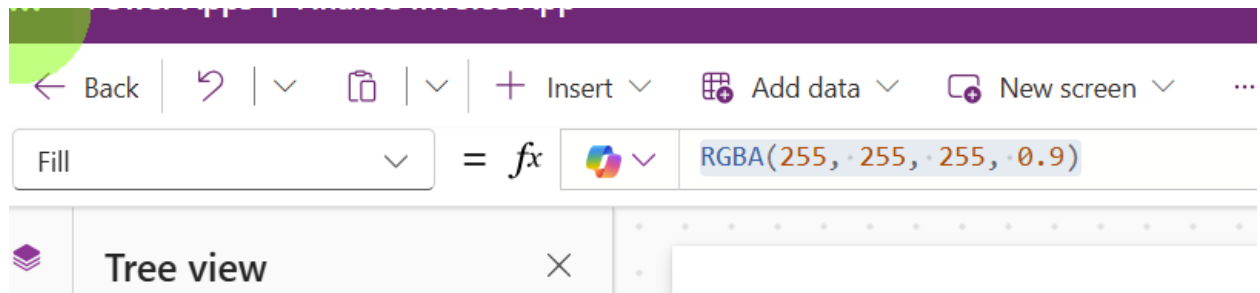 Back Insert Add data New screen ...
Fill = fx RGBA(255, 255, 255, 0.9)
Tree view